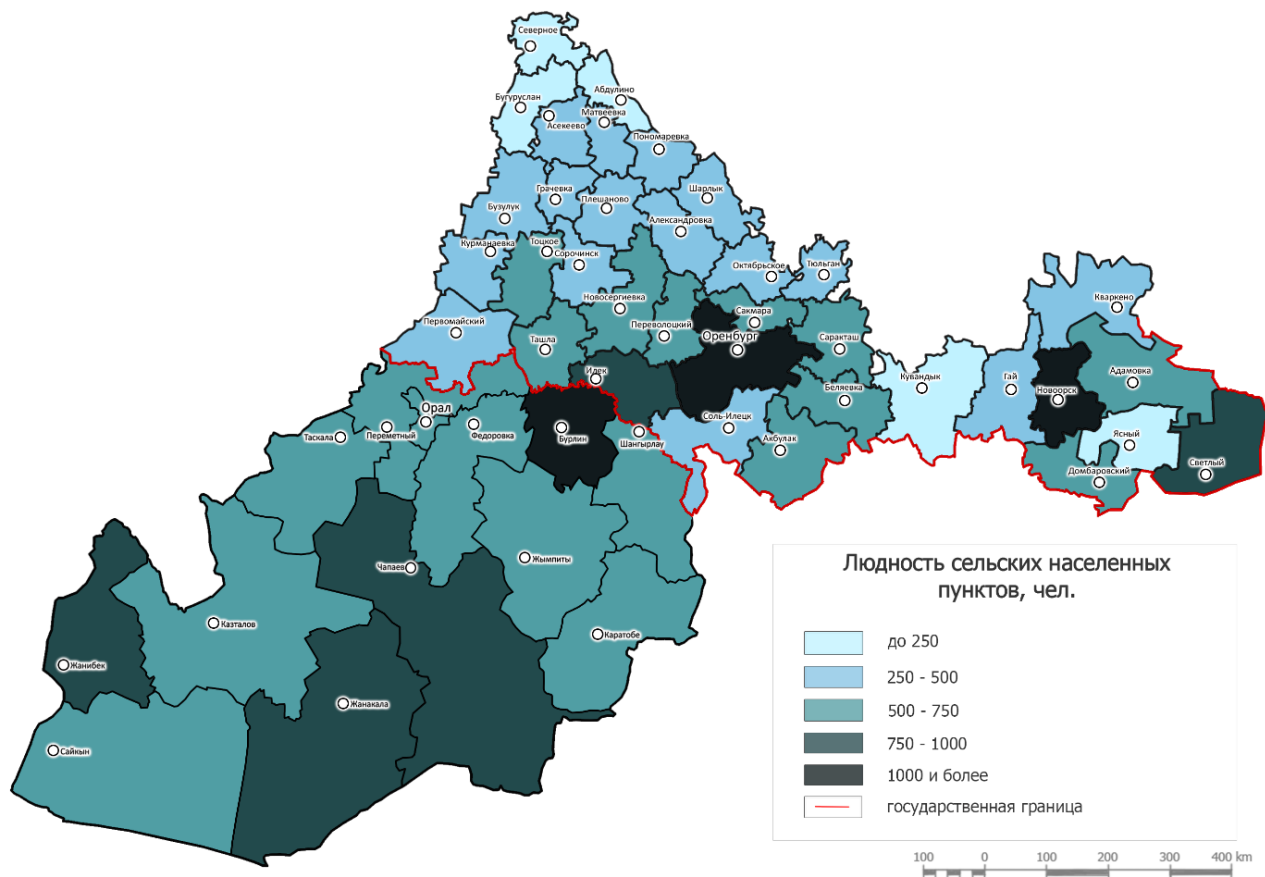 Северное
Бугуруслан
Абдулино
Асекеево
Матвеевка
Пономаревка
Грачевка
Плешаново
Шарлык
Бузулук
Александровка
Курманаевка
Тоцкое
Сорочинск
Октябрьское
Тюльган
Новосергиевка
Кваркено
Первомайский
Переволоцкий
Сакмара
Оренбург
Ташла
Саракташ
Илек
Кувандык
Гай
Новоорск
Адамовка
Беляевка
Орал
Соль-Илецк
Таскала
Переметный
Федоровка
Бурлин
Шангырлау
Акбулак
Ясный
Светлый
Домбаровский
Чапаев
Жымпиты
Казталов
Каратобе
Жанибек
Жанакала
Сайкын
Людность сельских населенных
пунктов, чел.
до 250
250 - 500
500 - 750
750 - 1000
1000 и более
государственная граница
100 0 100 200 300 400 km